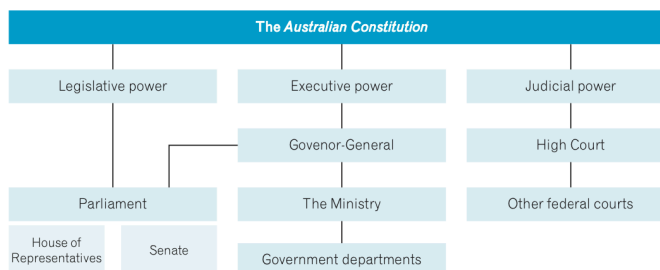 The Australian Constitution
Legislative power
Executive power
Judicial power
Govenor-General
High Court
Parliament
The Ministry
Other federal courts
House of
Representatives
Senate
Government departments